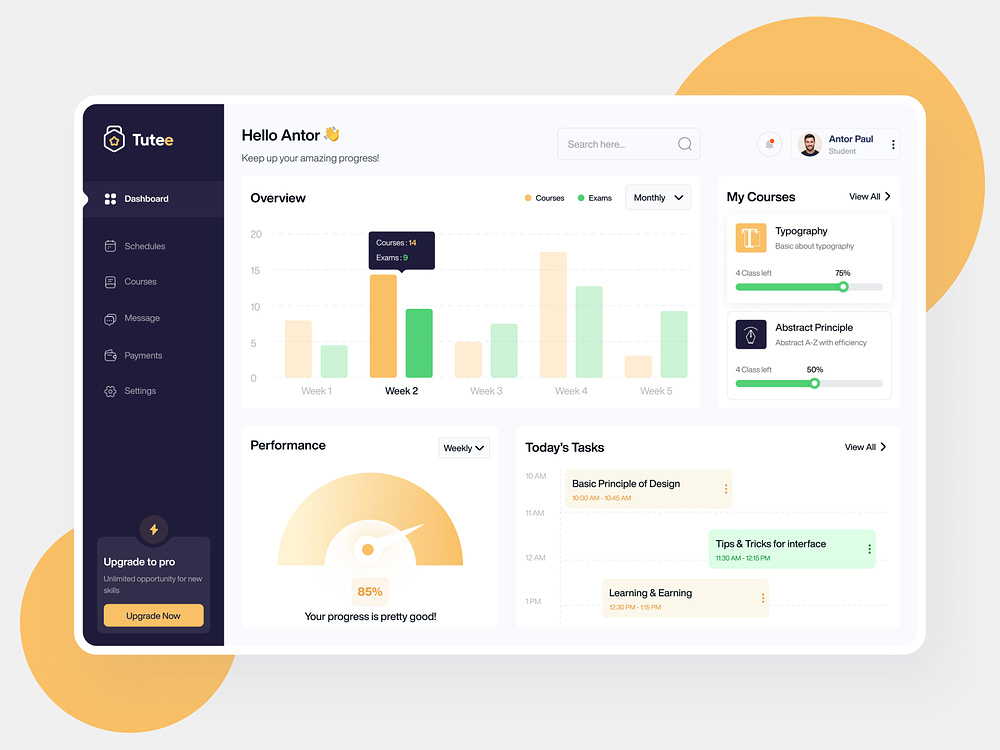 Tutee
Dashboard
Schedules
Courses
Message
Payments
Settings
Upgrade to pro
Unlimited opportunity for new
skills
Upgrade Now
Hello Antor 👋
Keep up your amazing progress!
Search here...
Antor Paul
Student
Overview
Courses
Exams
Monthly
20
15
10
5
0
Courses : 14
Exams : 9
Week 1
Week 2
Week 3
Week 4
Week 5
My Courses
View All
Typography
Basic about typography
4 Class left
75%
Abstract Principle
Abstract A-Z with efficiency
4 Class left
50%
Performance
Weekly
85%
Your progress is pretty good!
Today's Tasks
View All
10 AM
11 AM
12 AM
1 PM
Basic Principle of Design
10:00 AM - 10:45 AM
Tips & Tricks for interface
11:30 AM - 12:15 PM
Learning & Earning
12:30 PM - 1:15 PM